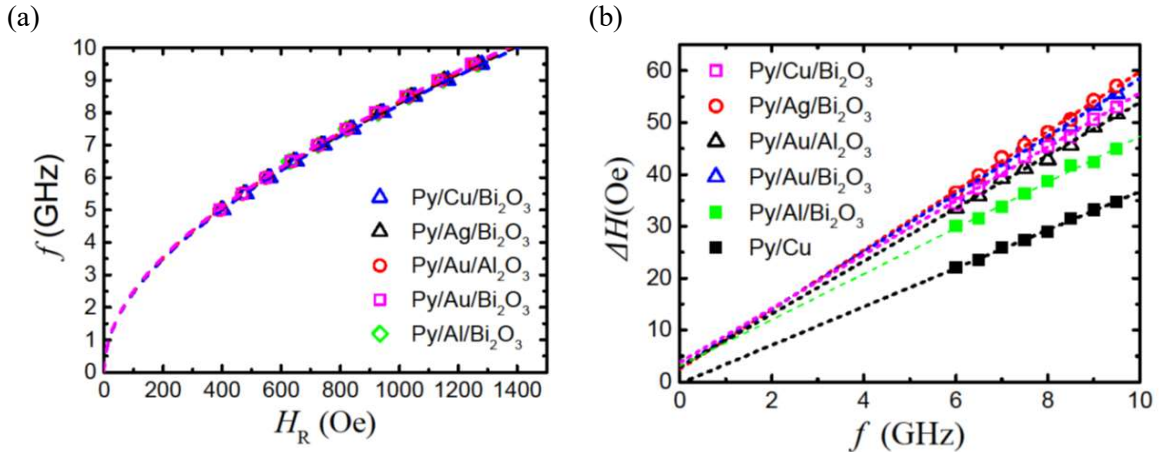 (a)
10
9
8
7
6
5
4
3
2
1
0
f (GHz)
Py/Cu/Bi₂O₃
Py/Ag/Bi₂O₃
Py/Au/Al₂O₃
Py/Au/Bi₂O₃
Py/Al/Bi₂O₃
0 200 400 600 800 1000 1200 1400
H_R (Oe)
(b)
60
50
40
30
20
10
0
ΔH(Oe)
Py/Cu/Bi₂O₃
Py/Ag/Bi₂O₃
Py/Au/Al₂O₃
Py/Au/Bi₂O₃
Py/Al/Bi₂O₃
Py/Cu
0 2 4 6 8 10
f (GHz)